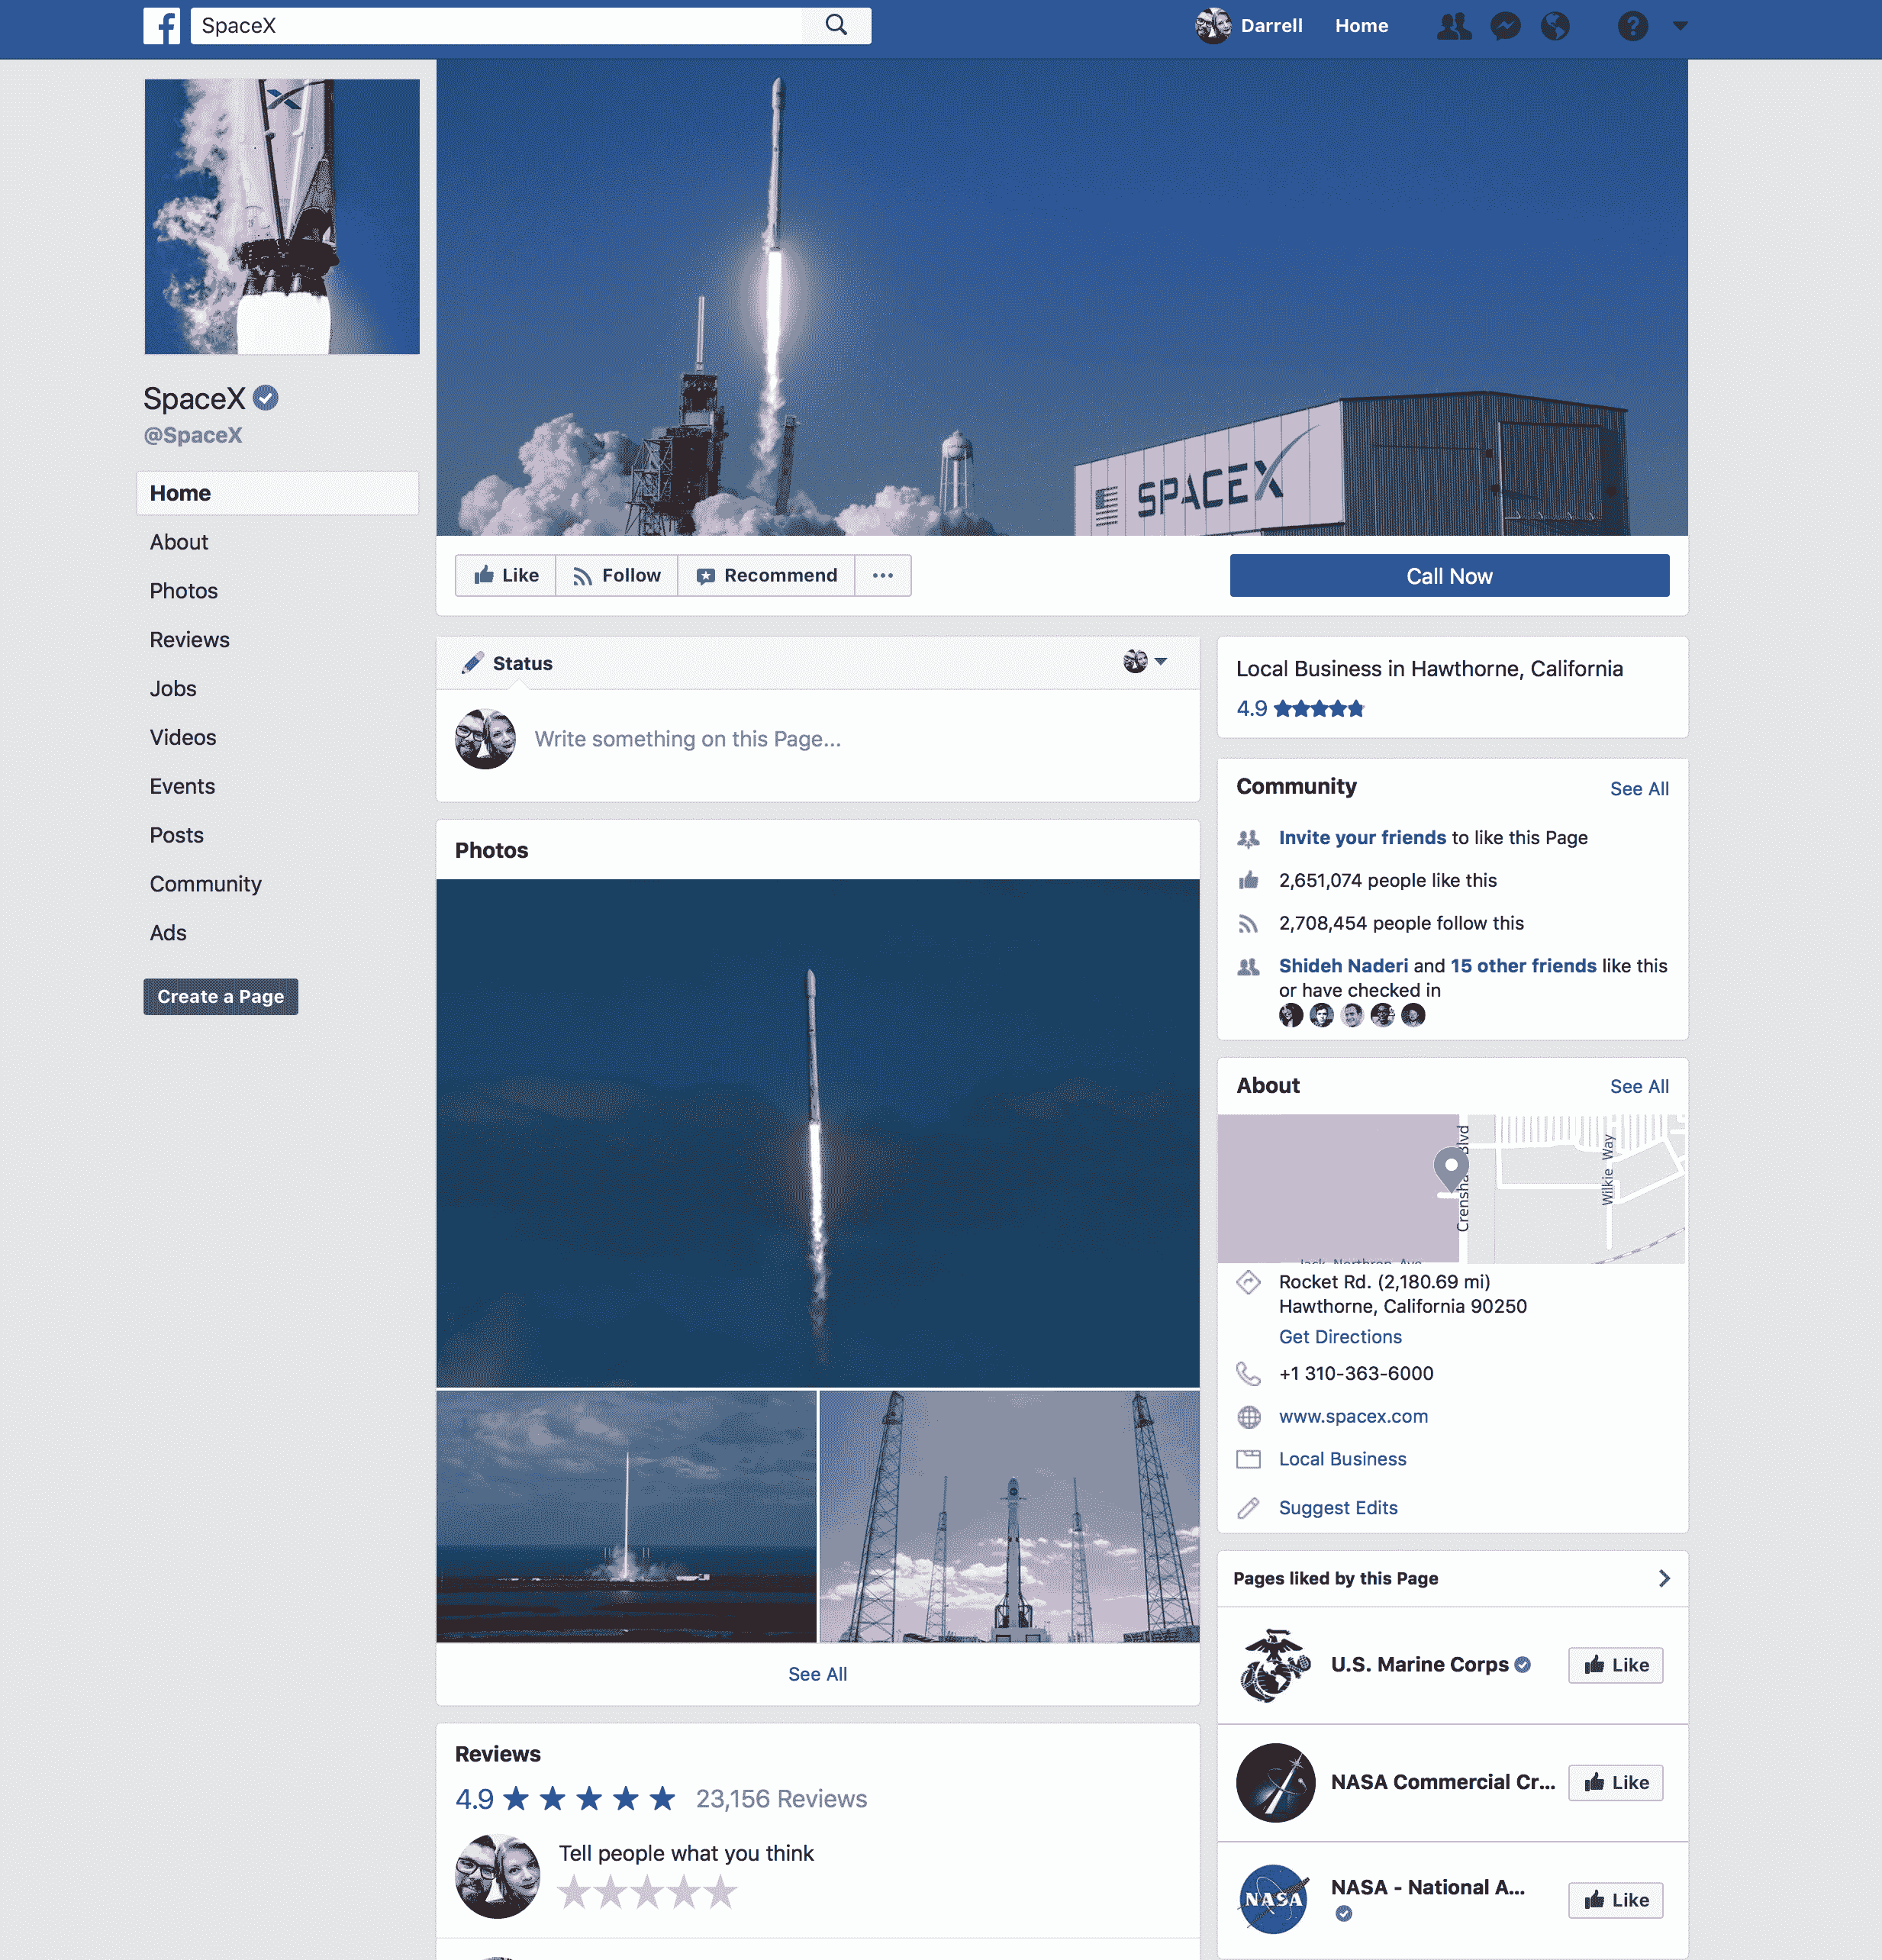 SpaceX
Darrell
Home
SpaceX
@SpaceX
Home
About
Photos
Reviews
Jobs
Videos
Events
Posts
Community
Ads
Create a Page
SPACEX
Like
Follow
Recommend
Call Now
Status
Write something on this Page...
Photos
See All
Reviews
4.9
23,156 Reviews
Tell people what you think
Local Business in Hawthorne, California
4.9
Community
See All
Invite your friends to like this Page
2,651,074 people like this
2,708,454 people follow this
Shideh Naderi and 15 other friends like this
or have checked in
About
See All
Blvd
Crensha
Wilkie Way
Jack Northrop Ave
Rocket Rd. (2,180.69 mi)
Hawthorne, California 90250
Get Directions
+1 310-363-6000
www.spacex.com
Local Business
Suggest Edits
Pages liked by this Page
U.S. Marine Corps
Like
NASA Commercial Cr...
Like
NASA
NASA - National A...
Like